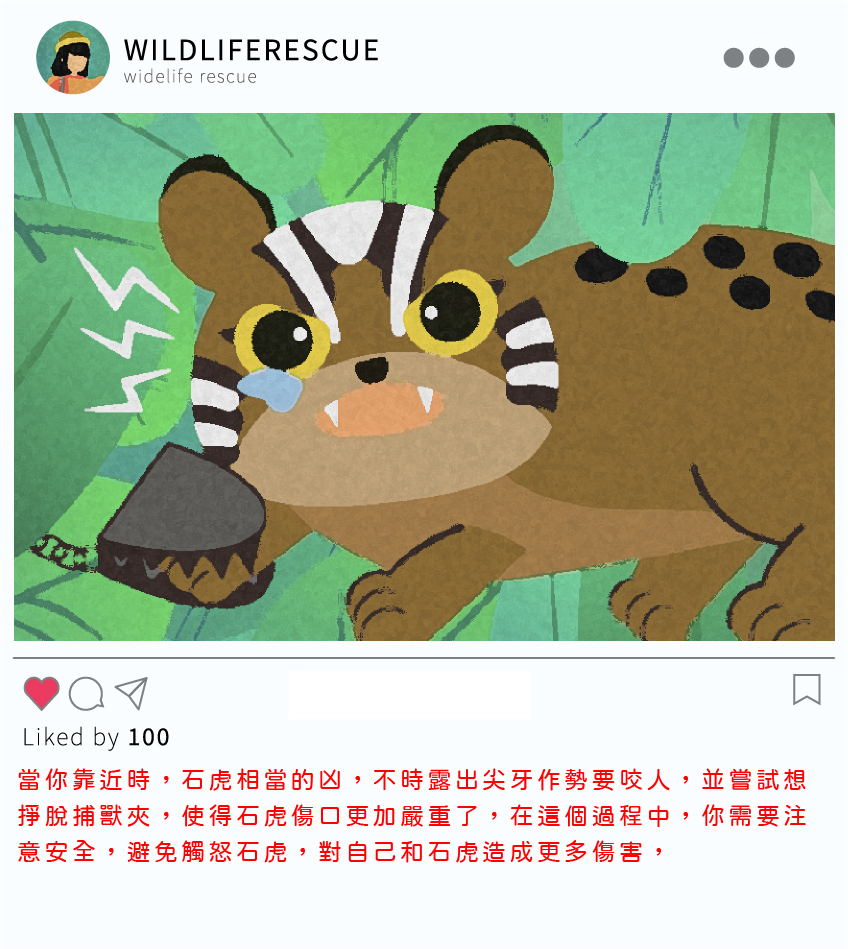 WILDLIFERESCUE
widelife rescue
Liked by 100
當你靠近時，石虎相當的凶，不時露出尖牙作勢要咬人，並嘗試想
掙脫捕獸夾，使得石虎傷口更加嚴重了，在這個過程中，你需要注
意安全，避免觸怒石虎，對自己和石虎造成更多傷害，